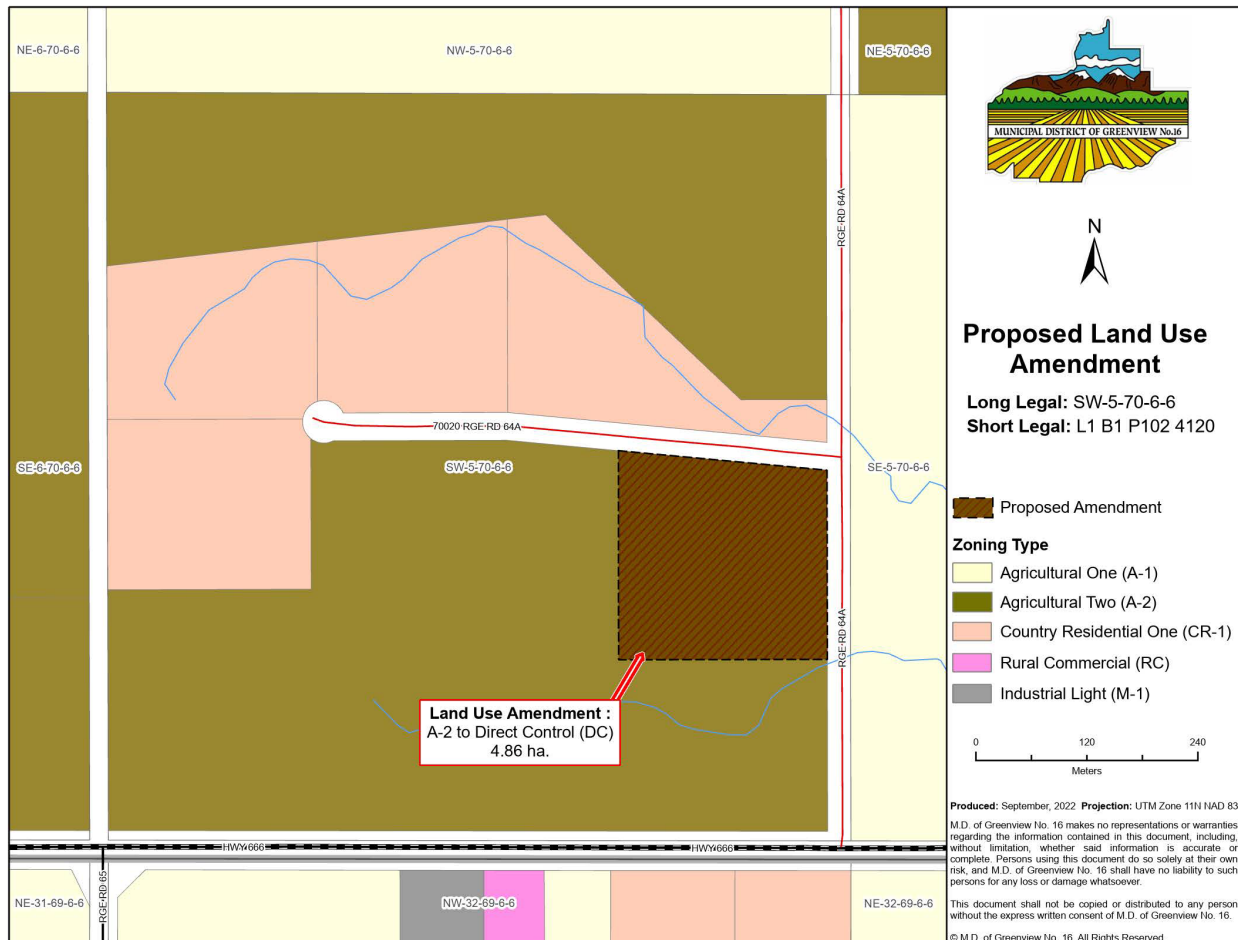 NE-6-70-6-6
NW-5-70-6-6
NE-5-70-6-6
RGE RD 64A
70020 RGE RD 64A
SE-6-70-6-6
SW-5-70-6-6
SE-5-70-6-6
RGE RD 64A
Land Use Amendment :
A-2 to Direct Control (DC)
4.86 ha.
HWY 666
HWY 666
RGE RD 65
NE-31-69-6-6
NW-32-69-6-6
NE-32-69-6-6
MUNICIPAL DISTRICT OF GREENVIEW No.16
N
Proposed Land Use
Amendment
Long Legal: SW-5-70-6-6
Short Legal: L1 B1 P102 4120
Proposed Amendment
Zoning Type
Agricultural One (A-1)
Agricultural Two (A-2)
Country Residential One (CR-1)
Rural Commercial (RC)
Industrial Light (M-1)
0 120 240
Meters
Produced: September, 2022 Projection: UTM Zone 11N NAD 83
M.D. of Greenview No. 16 makes no representations or warranties
regarding the information contained in this document, including,
without limitation, whether said information is accurate or
complete. Persons using this document do so solely at their own
risk, and M.D. of Greenview No. 16 shall have no liability to such
persons for any loss or damage whatsoever.
This document shall not be copied or distributed to any person
without the express written consent of M.D. of Greenview No. 16.
© M.D. of Greenview No. 16. All Rights Reserved